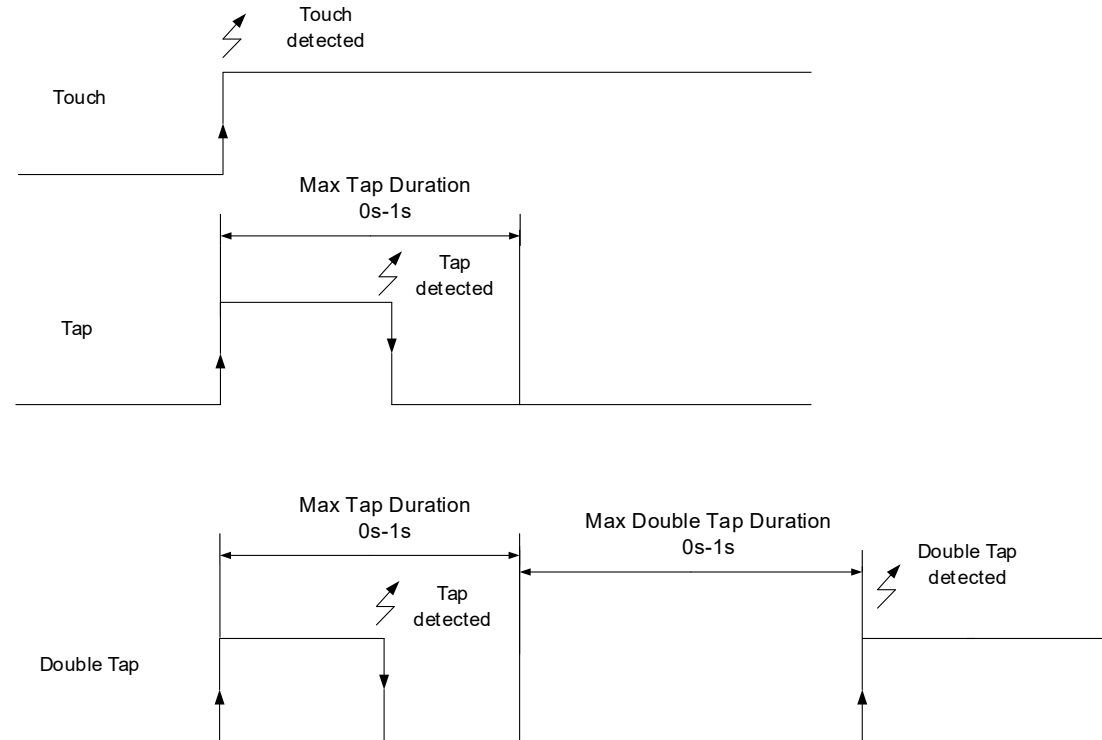 Touch
detected
Touch
Max Tap Duration
0s-1s
Tap
detected
Tap
Max Tap Duration
0s-1s
Max Double Tap Duration
0s-1s
Double Tap
detected
Tap
detected
Double Tap